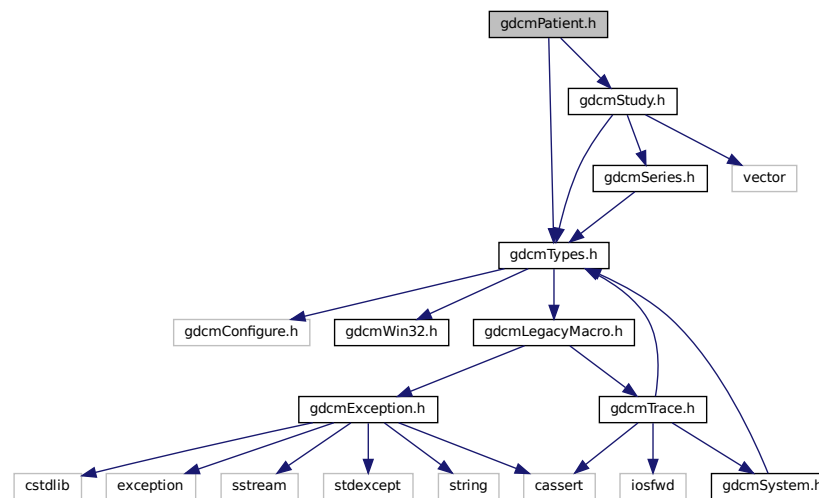 gdcmPatient.h
gdcmStudy.h
gdcmSeries.h
vector
gdcmTypes.h
gdcmConfigure.h
gdcmWin32.h
gdcmLegacyMacro.h
gdcmException.h
gdcmTrace.h
cstdlib
exception
sstream
stdexcept
string
cassert
iosfwd
gdcmSystem.h